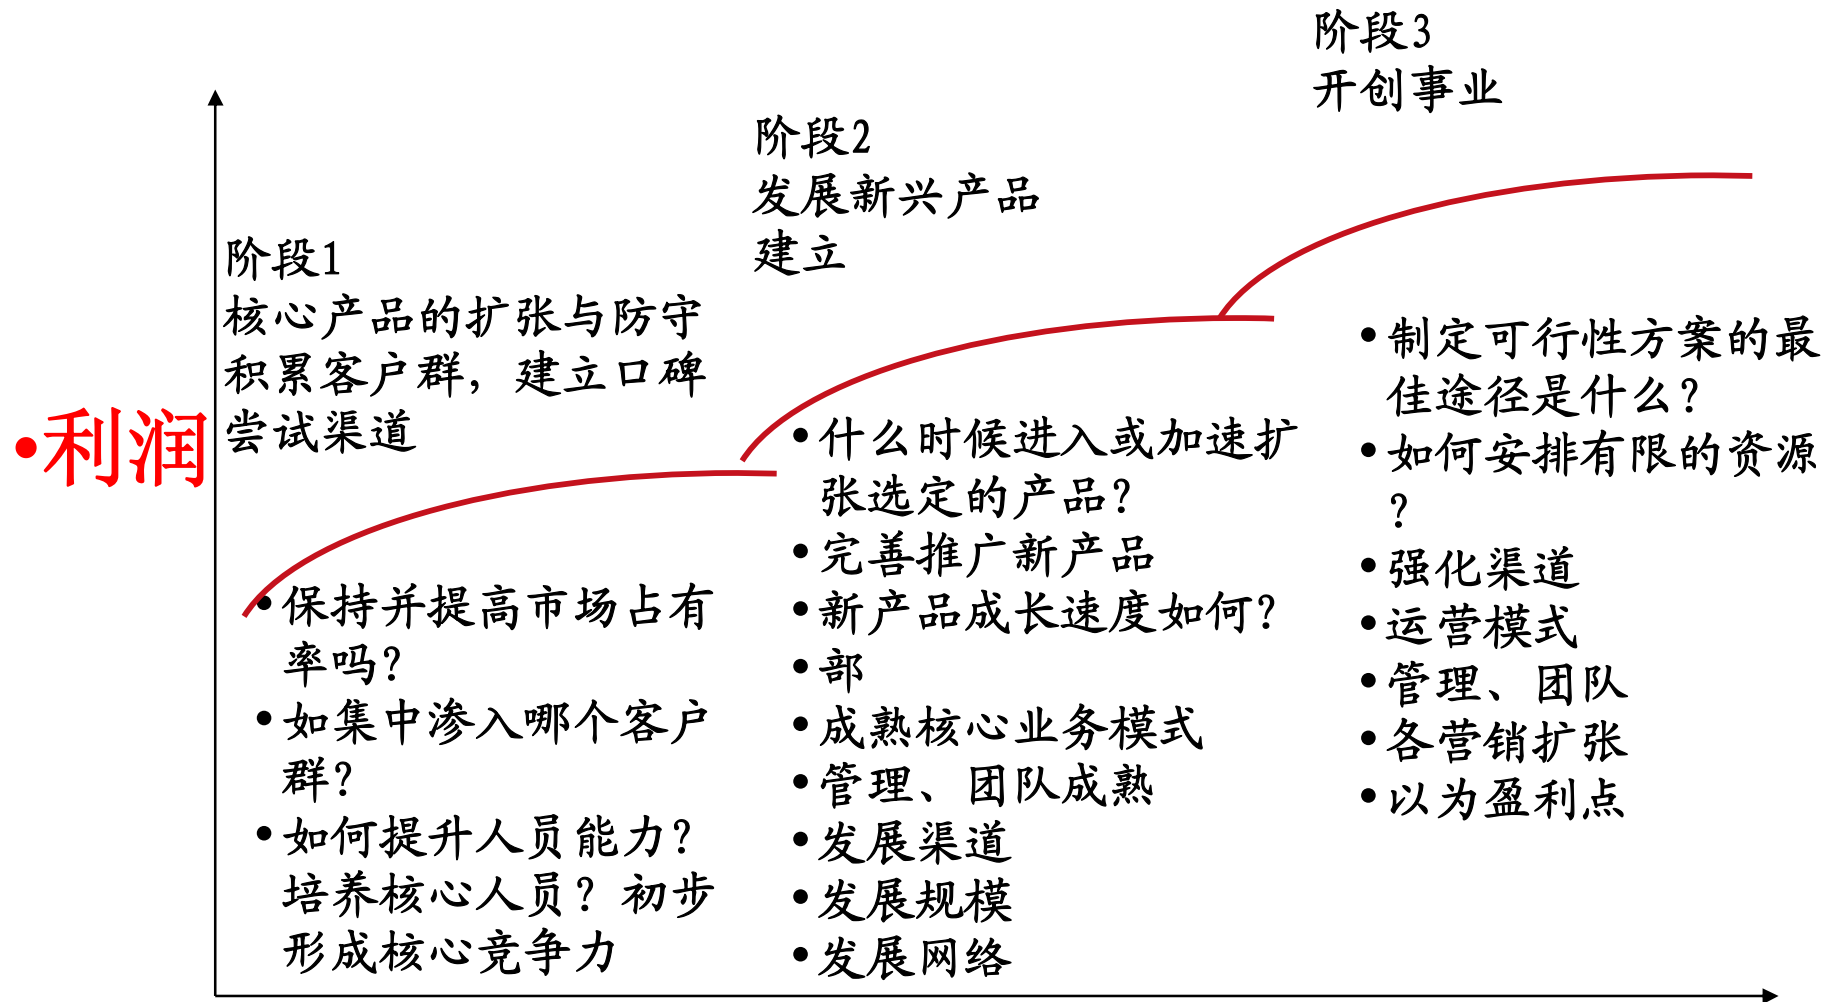 •利润
阶段1
核心产品的扩张与防守
积累客户群，建立口碑
尝试渠道
•保持并提高市场占有
率吗？
•如集中渗入哪个客户
群？
•如何提升人员能力？
培养核心人员？初步
形成核心竞争力
阶段2
发展新兴产品
建立
•什么时候进入或加速扩
张选定的产品？
•完善推广新产品
•新产品成长速度如何？
•部
•成熟核心业务模式
•管理、团队成熟
•发展渠道
•发展规模
•发展网络
阶段3
开创事业
•制定可行性方案的最
佳途径是什么？
•如何安排有限的资源
？
•强化渠道
•运营模式
•管理、团队
•各营销扩张
•以为盈利点